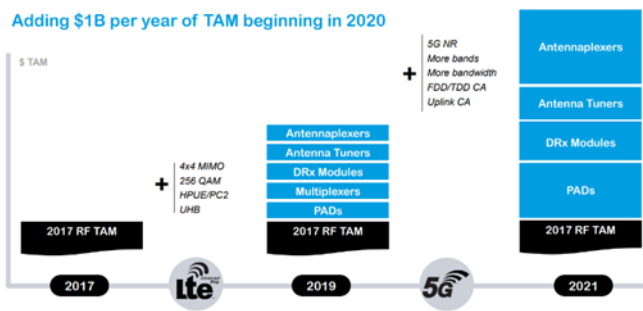 Adding $1B per year of TAM beginning in 2020
$ TAM
2017 RF TAM
2017
+
4x4 MIMO
256 QAM
HPUE/PC2
UHB
LTE
Advanced
Pro
Antennaplexers
Antenna Tuners
DRx Modules
Multiplexers
PADs
2017 RF TAM
2019
+
5G NR
More bands
More bandwidth
FDD/TDD CA
Uplink CA
5G
Antennaplexers
Antenna Tuners
DRx Modules
PADs
2017 RF TAM
2021